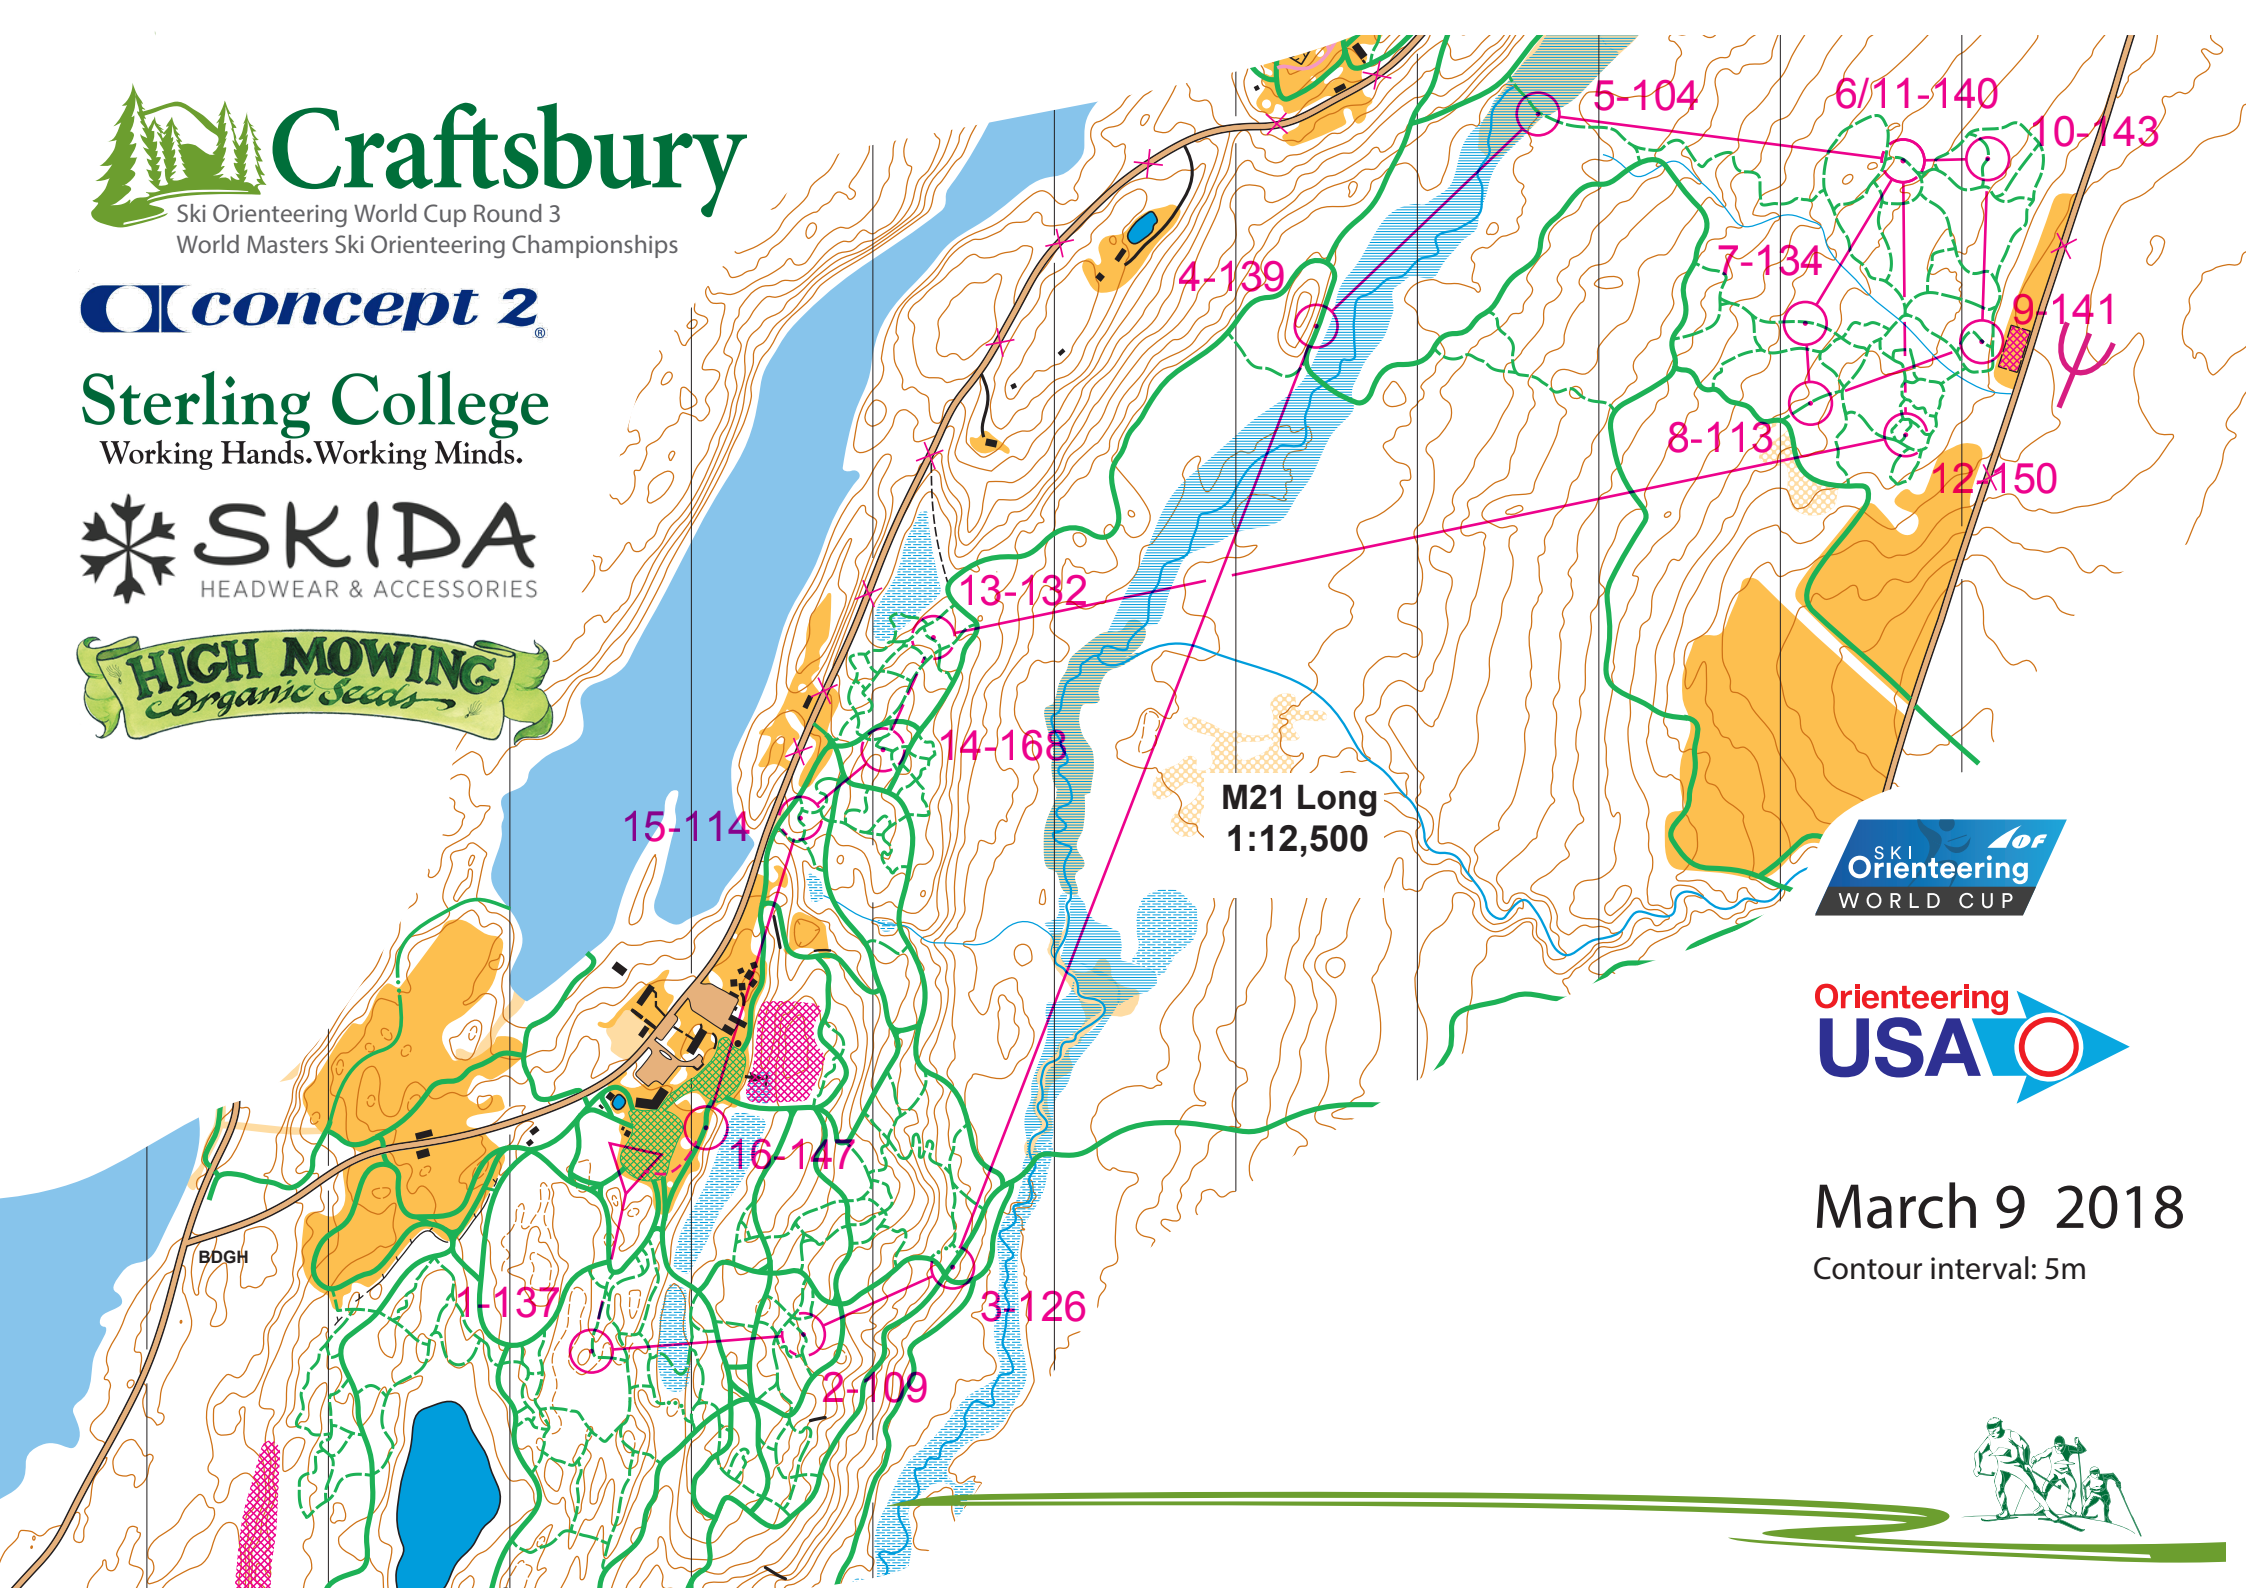 Craftsbury
Ski Orienteering World Cup Round 3
World Masters Ski Orienteering Championships
concept 2®
Sterling College
Working Hands. Working Minds.
SKIDA
HEADWEAR & ACCESSORIES
HIGH MOWING
Organic Seeds
5-104
6/11-140
10-143
4-139
7-134
9-141
8-113
12-150
13-132
14-168
15-114
M21 Long
1:12,500
16-147
BDGH
1-137
3-126
2-109
IOF
SKI
Orienteering
WORLD CUP
Orienteering
USA
March 9 2018
Contour interval: 5m